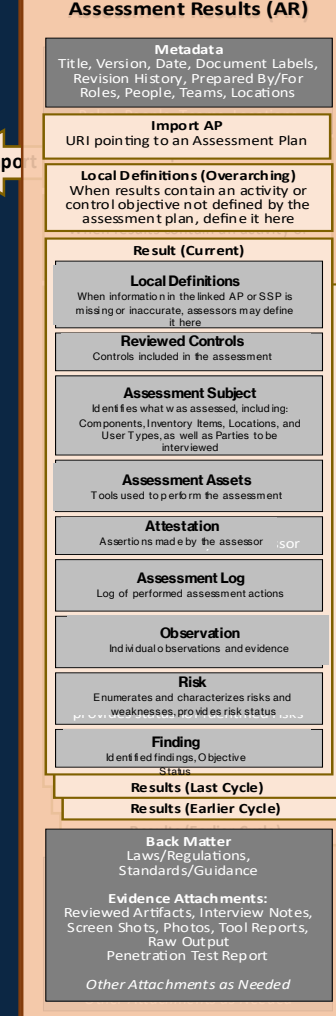 Assessment Results (AR)
Metadata
Title, Version, Date, Document Labels,
Revision History, Prepared By/For
Roles, People, Teams, Locations
Import AP
URI pointing to an Assessment Plan
port
Local Definitions (Overarching)
When results contain an activity or
control objective not defined by the
assessment plan, define it here
Result (Current)
Local Definitions
When information in the linked AP or SSP is
missing or inaccurate, assessors may define
it here
Reviewed Controls
Controls included in the assessment
Assessment Subject
Identifies what was assessed, including:
Components, Inventory Items, Locations, and
User Types, as well as Parties to be
interviewed
Assessment Assets
Tools used to perform the assessment
Attestation
Assertions made by the assessor
Assessment Log
Log of performed assessment actions
Observation
Individual observations and evidence
Risk
Enumerates and characterizes risks and
weaknesses, provides risk status
Finding
Identified findings, Objective
Status
Results (Last Cycle)
Results (Earlier Cycle)
Back Matter
Laws/Regulations,
Standards/Guidance
Evidence Attachments:
Reviewed Artifacts, Interview Notes,
Screen Shots, Photos, Tool Reports,
Raw Output
Penetration Test Report
Other Attachments as Needed